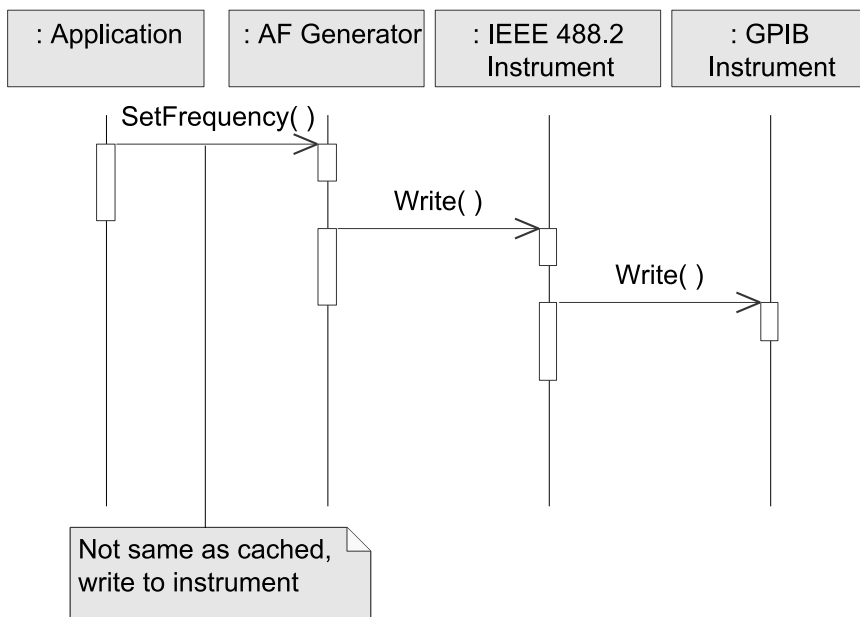 : Application
: AF Generator
: IEEE 488.2
Instrument
: GPIB
Instrument
SetFrequency( )
Write( )
Write( )
Not same as cached,
write to instrument